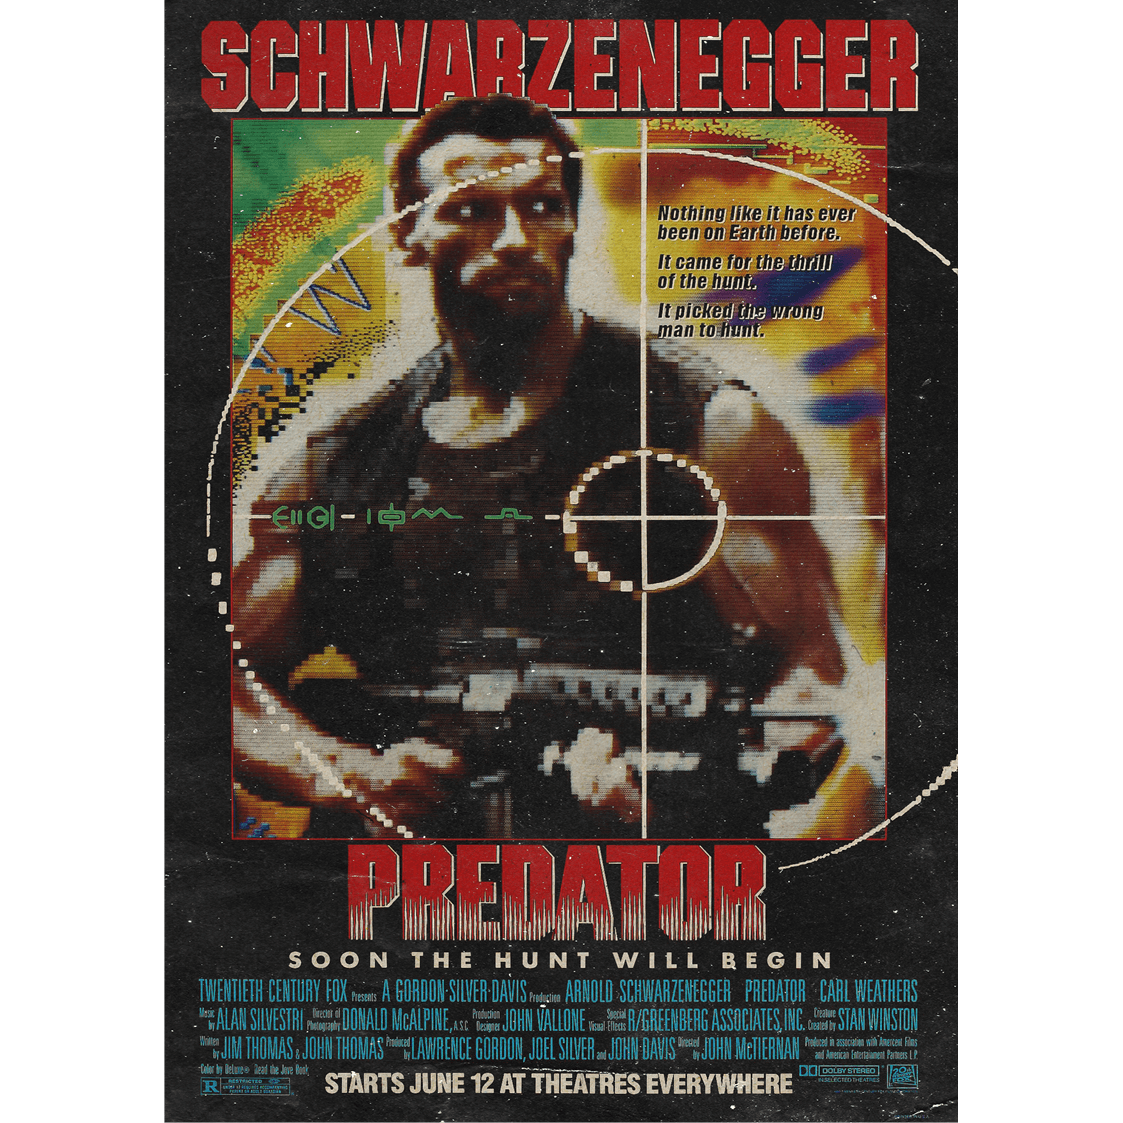 SCHWARZENEGGER
Nothing like it has ever
been on Earth before.
It came for the thrill
of the hunt.
It picked the wrong
man to hunt.
PREDATOR
SOON THE HUNT WILL BEGIN
TWENTIETH CENTURY FOX Presents A GORDON·SILVER·DAVIS Production ARNOLD SCHWARZENEGGER PREDATOR CARL WEATHERS
Music by ALAN SILVESTRI Director of Photography DONALD McALPINE, A.S.C. Production Designer JOHN VALLONE Special Visual Effects R/GREENBERG ASSOCIATES, INC. Creature Created by STAN WINSTON
Written by JIM THOMAS & JOHN THOMAS Produced by LAWRENCE GORDON, JOEL SILVER and JOHN DAVIS Directed by JOHN McTIERNAN Produced in association with Amercent Films and American Entertainment Partners L.P.
Color by DeLuxe® Read the Jove Book
R RESTRICTED
STARTS JUNE 12 AT THEATRES EVERYWHERE
DOLBY STEREO
IN SELECTED THEATRES